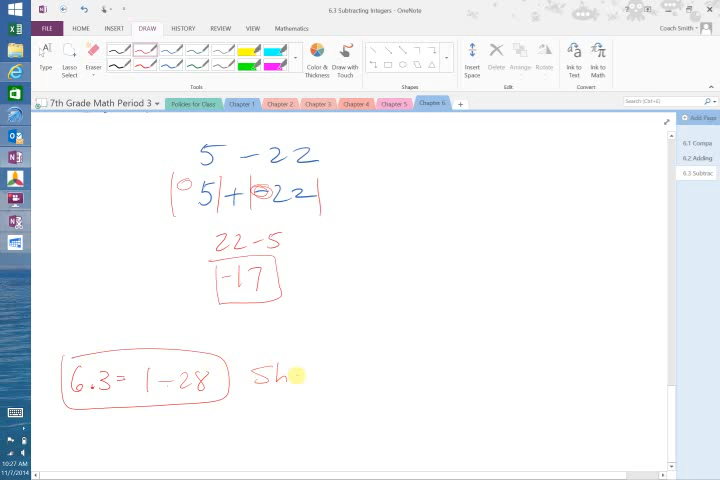 6.3 Subtracting Integers - OneNote
?
FILE HOME INSERT DRAW HISTORY REVIEW VIEW Mathematics
Coach Smith
Type
Lasso Select
Eraser
Color & Thickness
Draw with Touch
Insert Space
Delete
Arrange
Rotate
Ink to Text
Ink to Math
Tools
Shapes
Edit
Convert
7th Grade Math Period 3
Policies for Class
Chapter 1
Chapter 2
Chapter 3
Chapter 4
Chapter 5
Chapter 6
+
Search (Ctrl+E)
Add Page
6.1 Compa
6.2 Adding
6.3 Subtrac
5 - 22
|5| + |-22|
22 - 5
-17
6.3 = 1 - 28 Sh
10:27 AM
11/7/2014